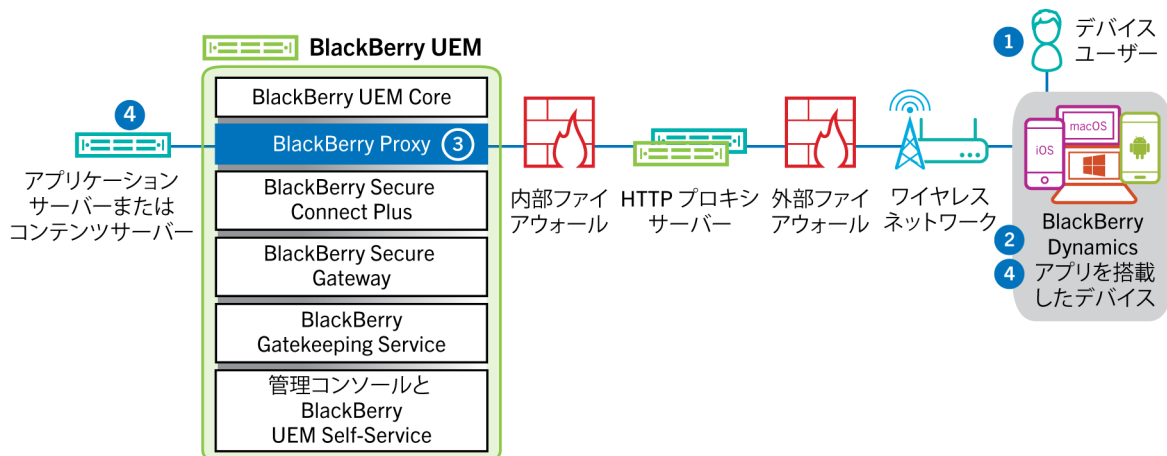 BlackBerry UEM
BlackBerry UEM Core
BlackBerry Proxy 3
BlackBerry Secure
Connect Plus
BlackBerry Secure
Gateway
BlackBerry
Gatekeeping Service
管理コンソールと
BlackBerry
UEM Self-Service
4
アプリケーション
サーバーまたは
コンテンツサーバー
内部ファイ
アウォール
HTTP プロキシ
サーバー
外部ファイ
アウォール
ワイヤレス
ネットワーク
1
デバイス
ユーザー
iOS
macOS
BlackBerry
2 Dynamics
4 アプリを搭載
したデバイス